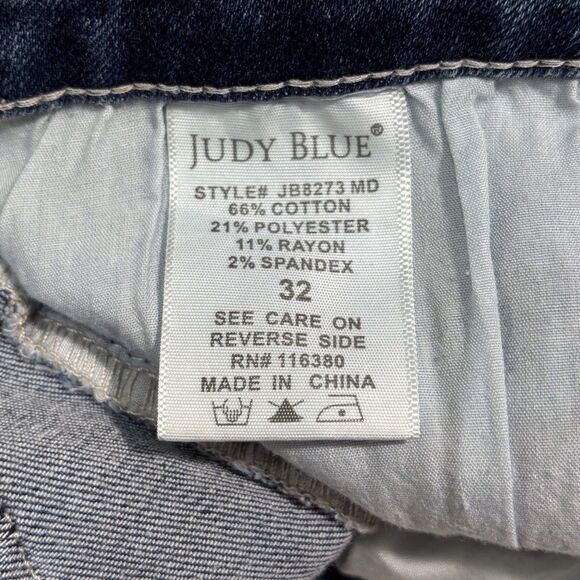 JUDY BLUE®
STYLE# JB8273 MD
66% COTTON
21% POLYESTER
11% RAYON
2% SPANDEX
32
SEE CARE ON
REVERSE SIDE
RN# 116380
MADE IN CHINA